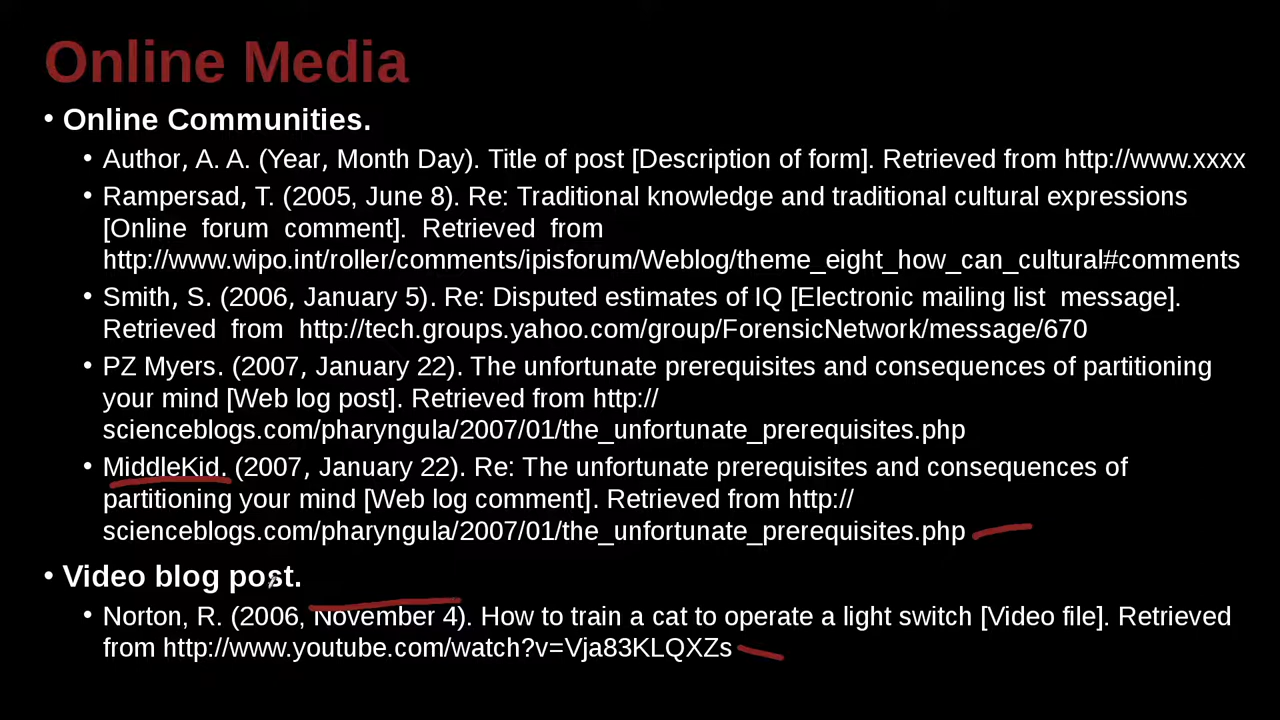 Online Media
• Online Communities.
• Author, A. A. (Year, Month Day). Title of post [Description of form]. Retrieved from http://www.xxxx
• Rampersad, T. (2005, June 8). Re: Traditional knowledge and traditional cultural expressions
[Online forum comment]. Retrieved from
http://www.wipo.int/roller/comments/ipisforum/Weblog/theme_eight_how_can_cultural#comments
• Smith, S. (2006, January 5). Re: Disputed estimates of IQ [Electronic mailing list message].
Retrieved from http://tech.groups.yahoo.com/group/ForensicNetwork/message/670
• PZ Myers. (2007, January 22). The unfortunate prerequisites and consequences of partitioning
your mind [Web log post]. Retrieved from http://
scienceblogs.com/pharyngula/2007/01/the_unfortunate_prerequisites.php
• MiddleKid. (2007, January 22). Re: The unfortunate prerequisites and consequences of
partitioning your mind [Web log comment]. Retrieved from http://
scienceblogs.com/pharyngula/2007/01/the_unfortunate_prerequisites.php
• Video blog post.
• Norton, R. (2006, November 4). How to train a cat to operate a light switch [Video file]. Retrieved
from http://www.youtube.com/watch?v=Vja83KLQXZs